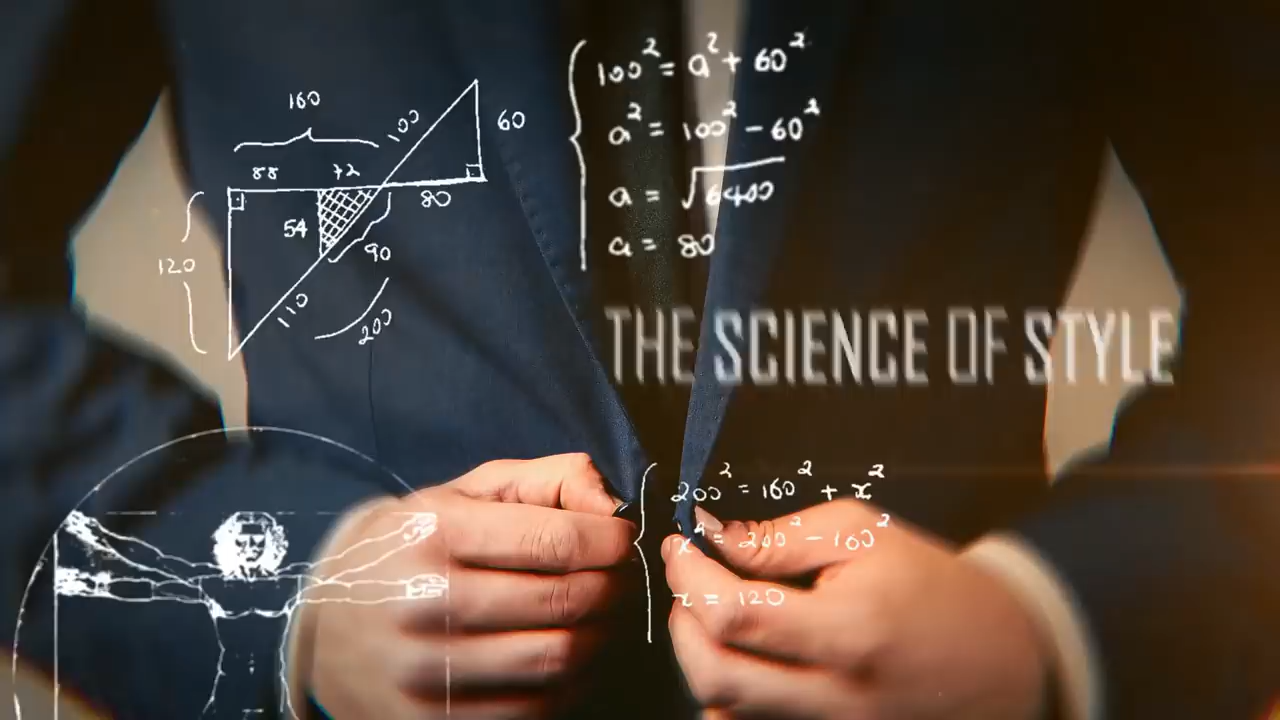 160
100
60
88 72
80
54
90
120
110
200
100² = a² + 60²
a² = 100² - 60²
a = √6400
a = 80
THE SCIENCE OF STYLE
200² = 160² + x²
x² = 200² - 160²
x = 120